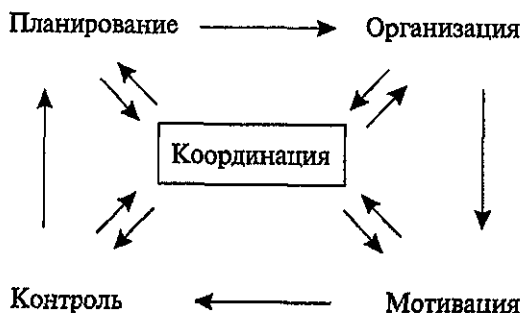 Планирование
Организация
Координация
Контроль
Мотивация